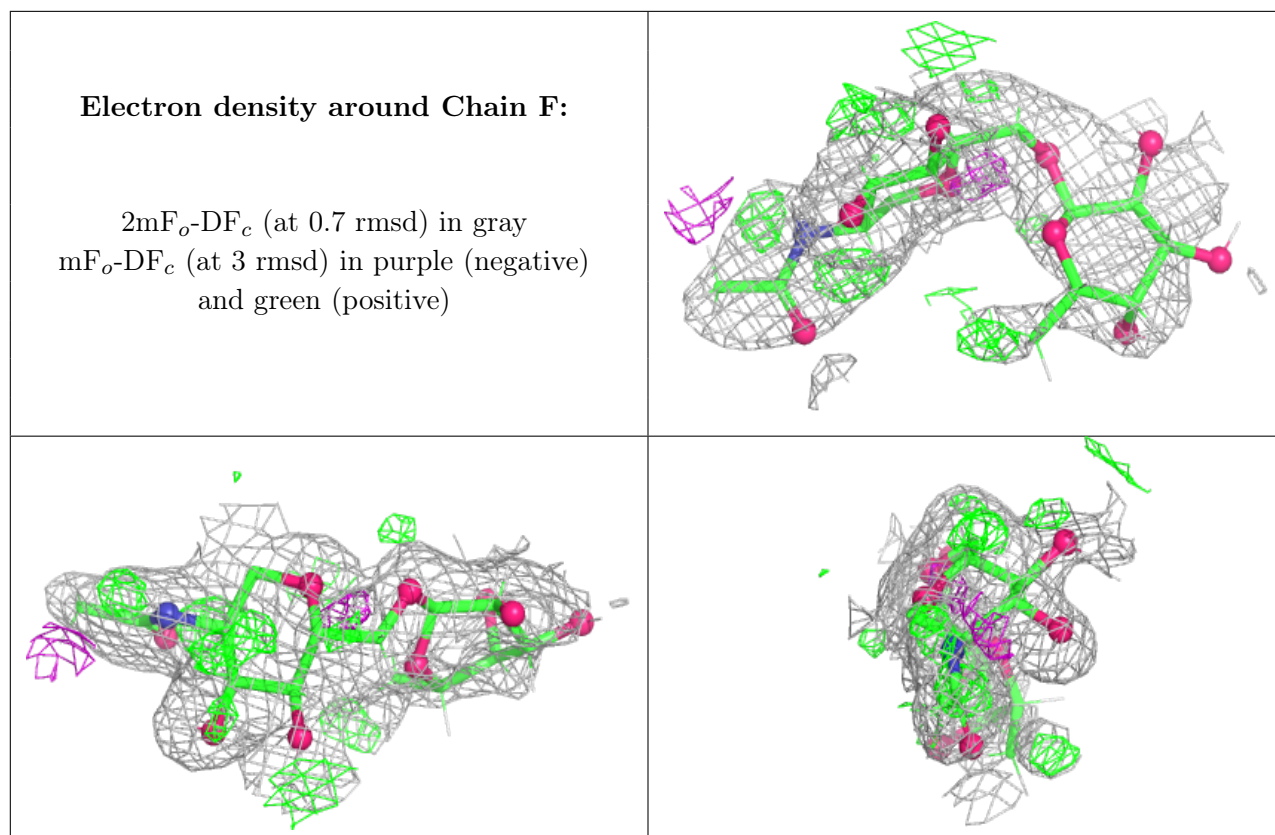 Electron density around Chain F:
2mFₒ-DF𝒸 (at 0.7 rmsd) in gray
mFₒ-DF𝒸 (at 3 rmsd) in purple (negative)
and green (positive)